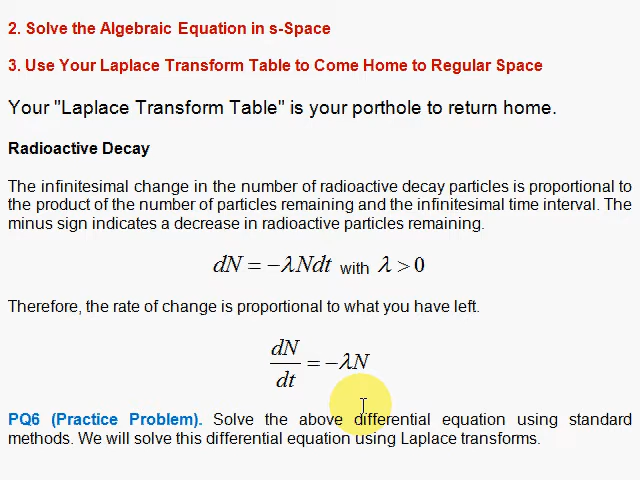 2. Solve the Algebraic Equation in s-Space
3. Use Your Laplace Transform Table to Come Home to Regular Space
Your "Laplace Transform Table" is your porthole to return home.
Radioactive Decay
The infinitesimal change in the number of radioactive decay particles is proportional to
the product of the number of particles remaining and the infinitesimal time interval. The
minus sign indicates a decrease in radioactive particles remaining.
dN = −λNdt with λ > 0
Therefore, the rate of change is proportional to what you have left.
dN/dt = −λN
PQ6 (Practice Problem). Solve the above differential equation using standard
methods. We will solve this differential equation using Laplace transforms.